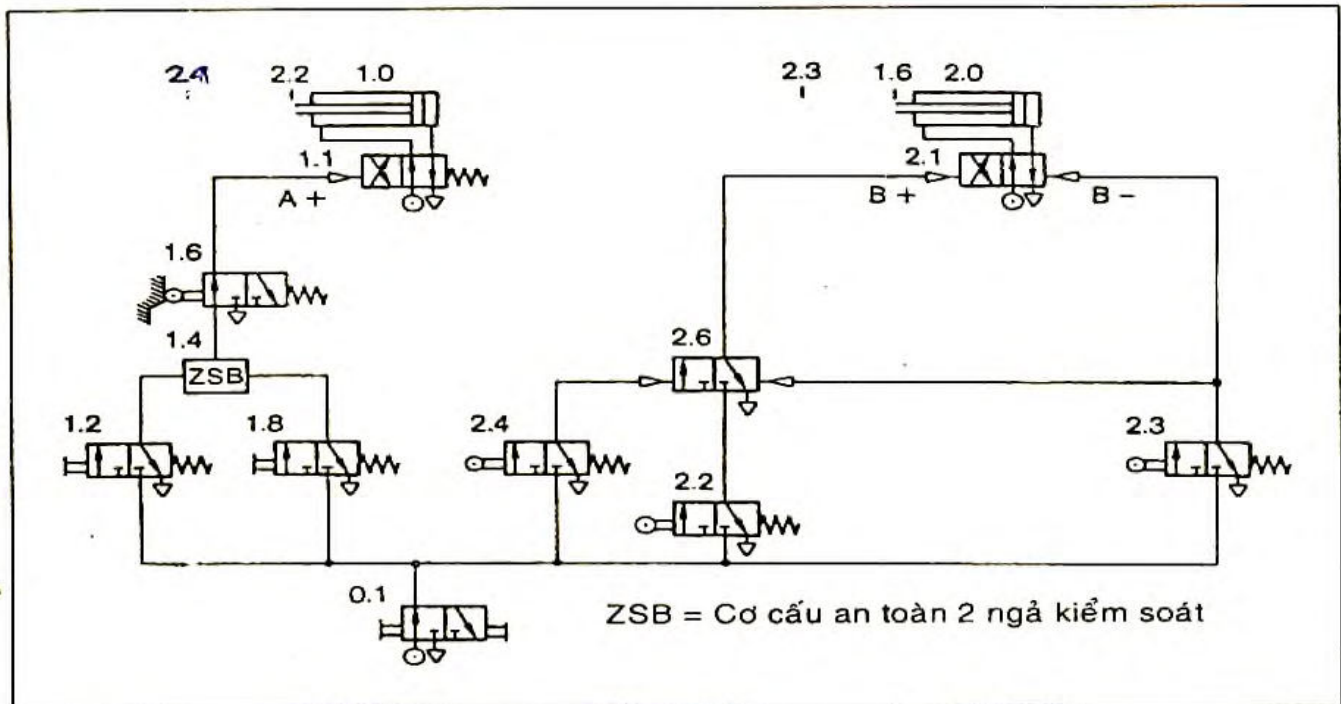 2.4 2.2 1.0 2.3 1.6 2.0
1.1 2.1
A + B + B –
1.6
1.4 2.6
ZSB
1.2 1.8 2.4 2.3
2.2
0.1
ZSB = Cơ cấu an toàn 2 ngả kiểm soát